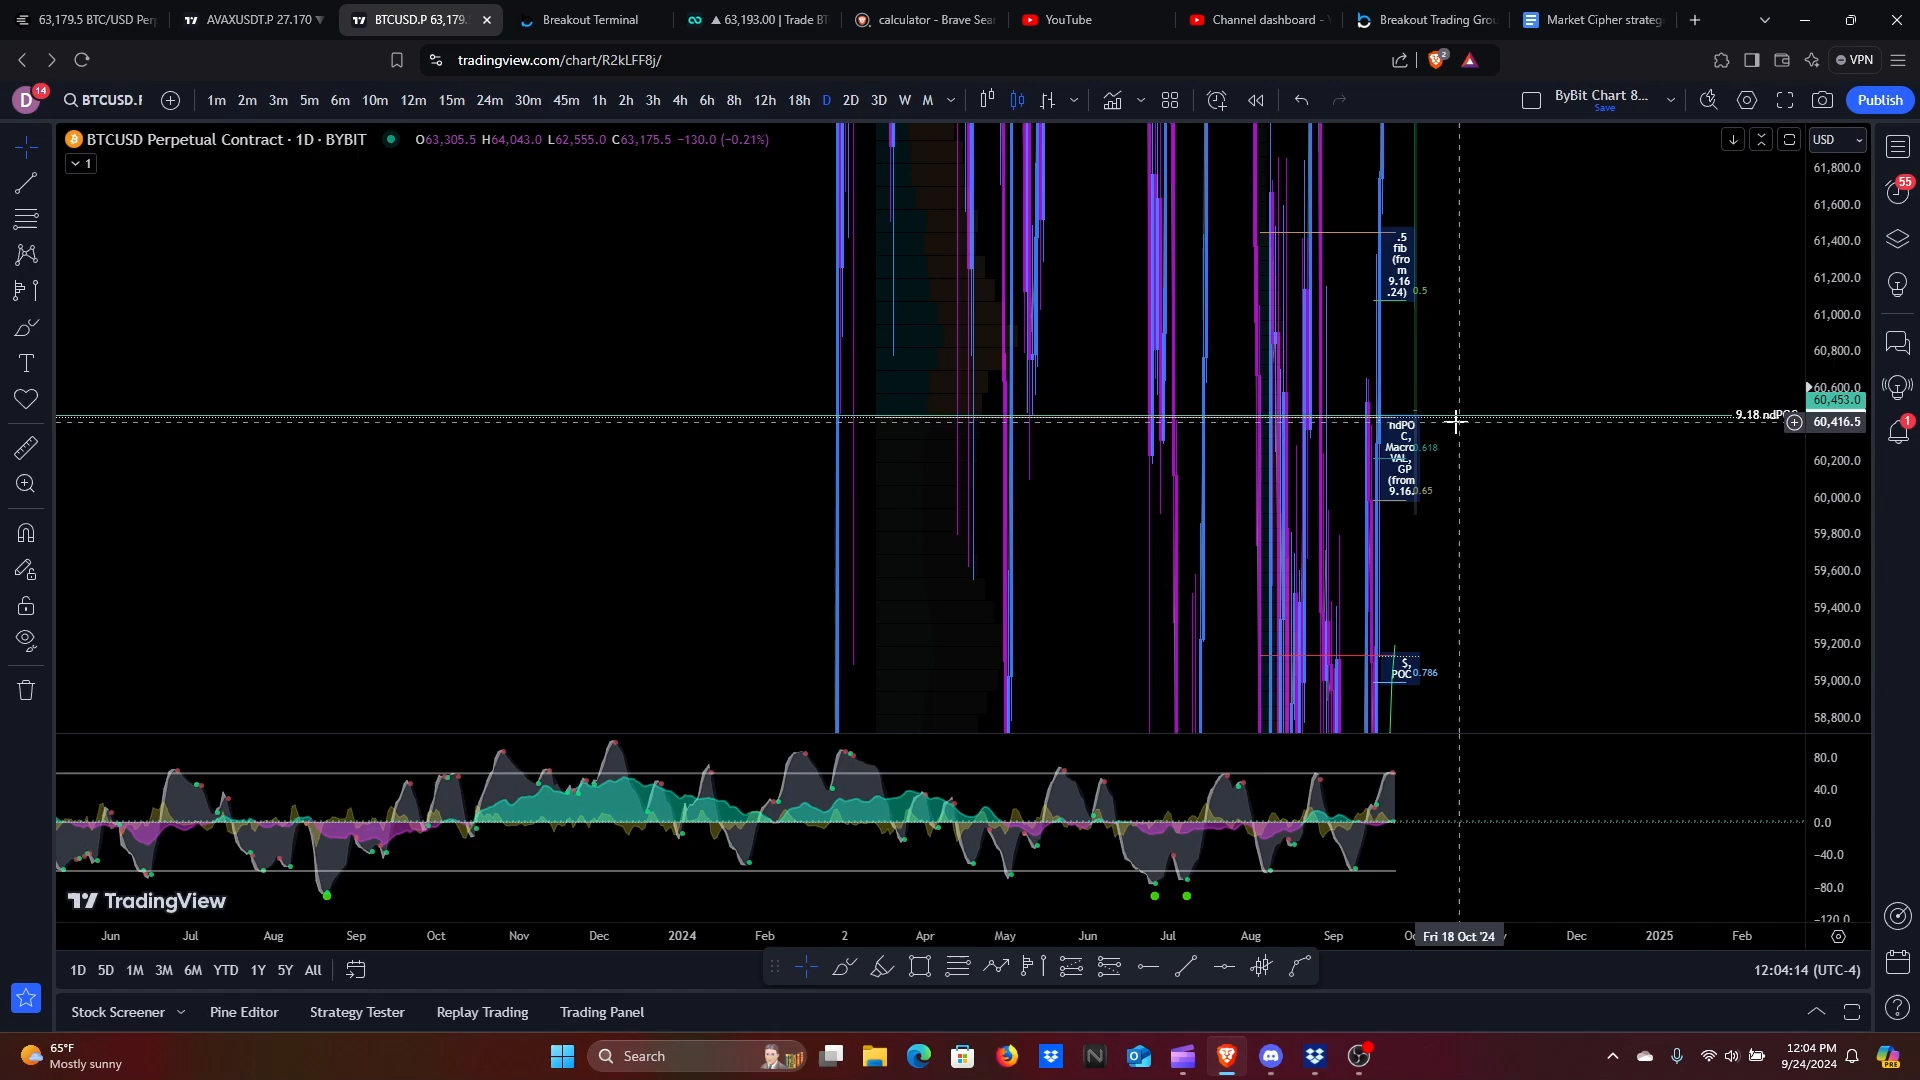 63,179.5 BTC/USD Per
AVAXUSDT.P 27.170
BTCUSD.P 63,179.
Breakout Terminal
▲ 63,193.00 | Trade BT
calculator - Brave Sear
YouTube
Channel dashboard -
Breakout Trading Grou
Market Cipher strateg
tradingview.com/chart/R2kLFF8j/
2
VPN
D
14
BTCUSD.P
1m 2m 3m 5m 6m 10m 12m 15m 24m 30m 45m 1h 2h 3h 4h 6h 8h 12h 18h D 2D 3D W M
ByBit Chart 8...
Save
Publish
BTCUSD Perpetual Contract · 1D · BYBIT
O63,305.5 H64,043.0 L62,555.0 C63,175.5 −130.0 (−0.21%)
1
USD
55
1
61,800.0
61,600.0
61,400.0
61,200.0
61,000.0
60,800.0
60,600.0
60,453.0
60,416.5
60,200.0
60,000.0
59,800.0
59,600.0
59,400.0
59,200.0
59,000.0
58,800.0
.5
fib
(fro
m
9.16
.24)
0.5
ndPO
C,
Macro
VAL,
GP
(from
9.16.
0.618
0.65
POC
0.786
80.0
40.0
0.0
−40.0
−80.0
−120.0
TradingView
Jun Jul Aug Sep Oct Nov Dec 2024 Feb 2 Apr May Jun Jul Aug Sep Fri 18 Oct '24 Dec 2025 Feb
1D 5D 1M 3M 6M YTD 1Y 5Y All
12:04:14 (UTC-4)
Stock Screener
Pine Editor
Strategy Tester
Replay Trading
Trading Panel
65°F
Mostly sunny
Search
12:04 PM
9/24/2024
PRE